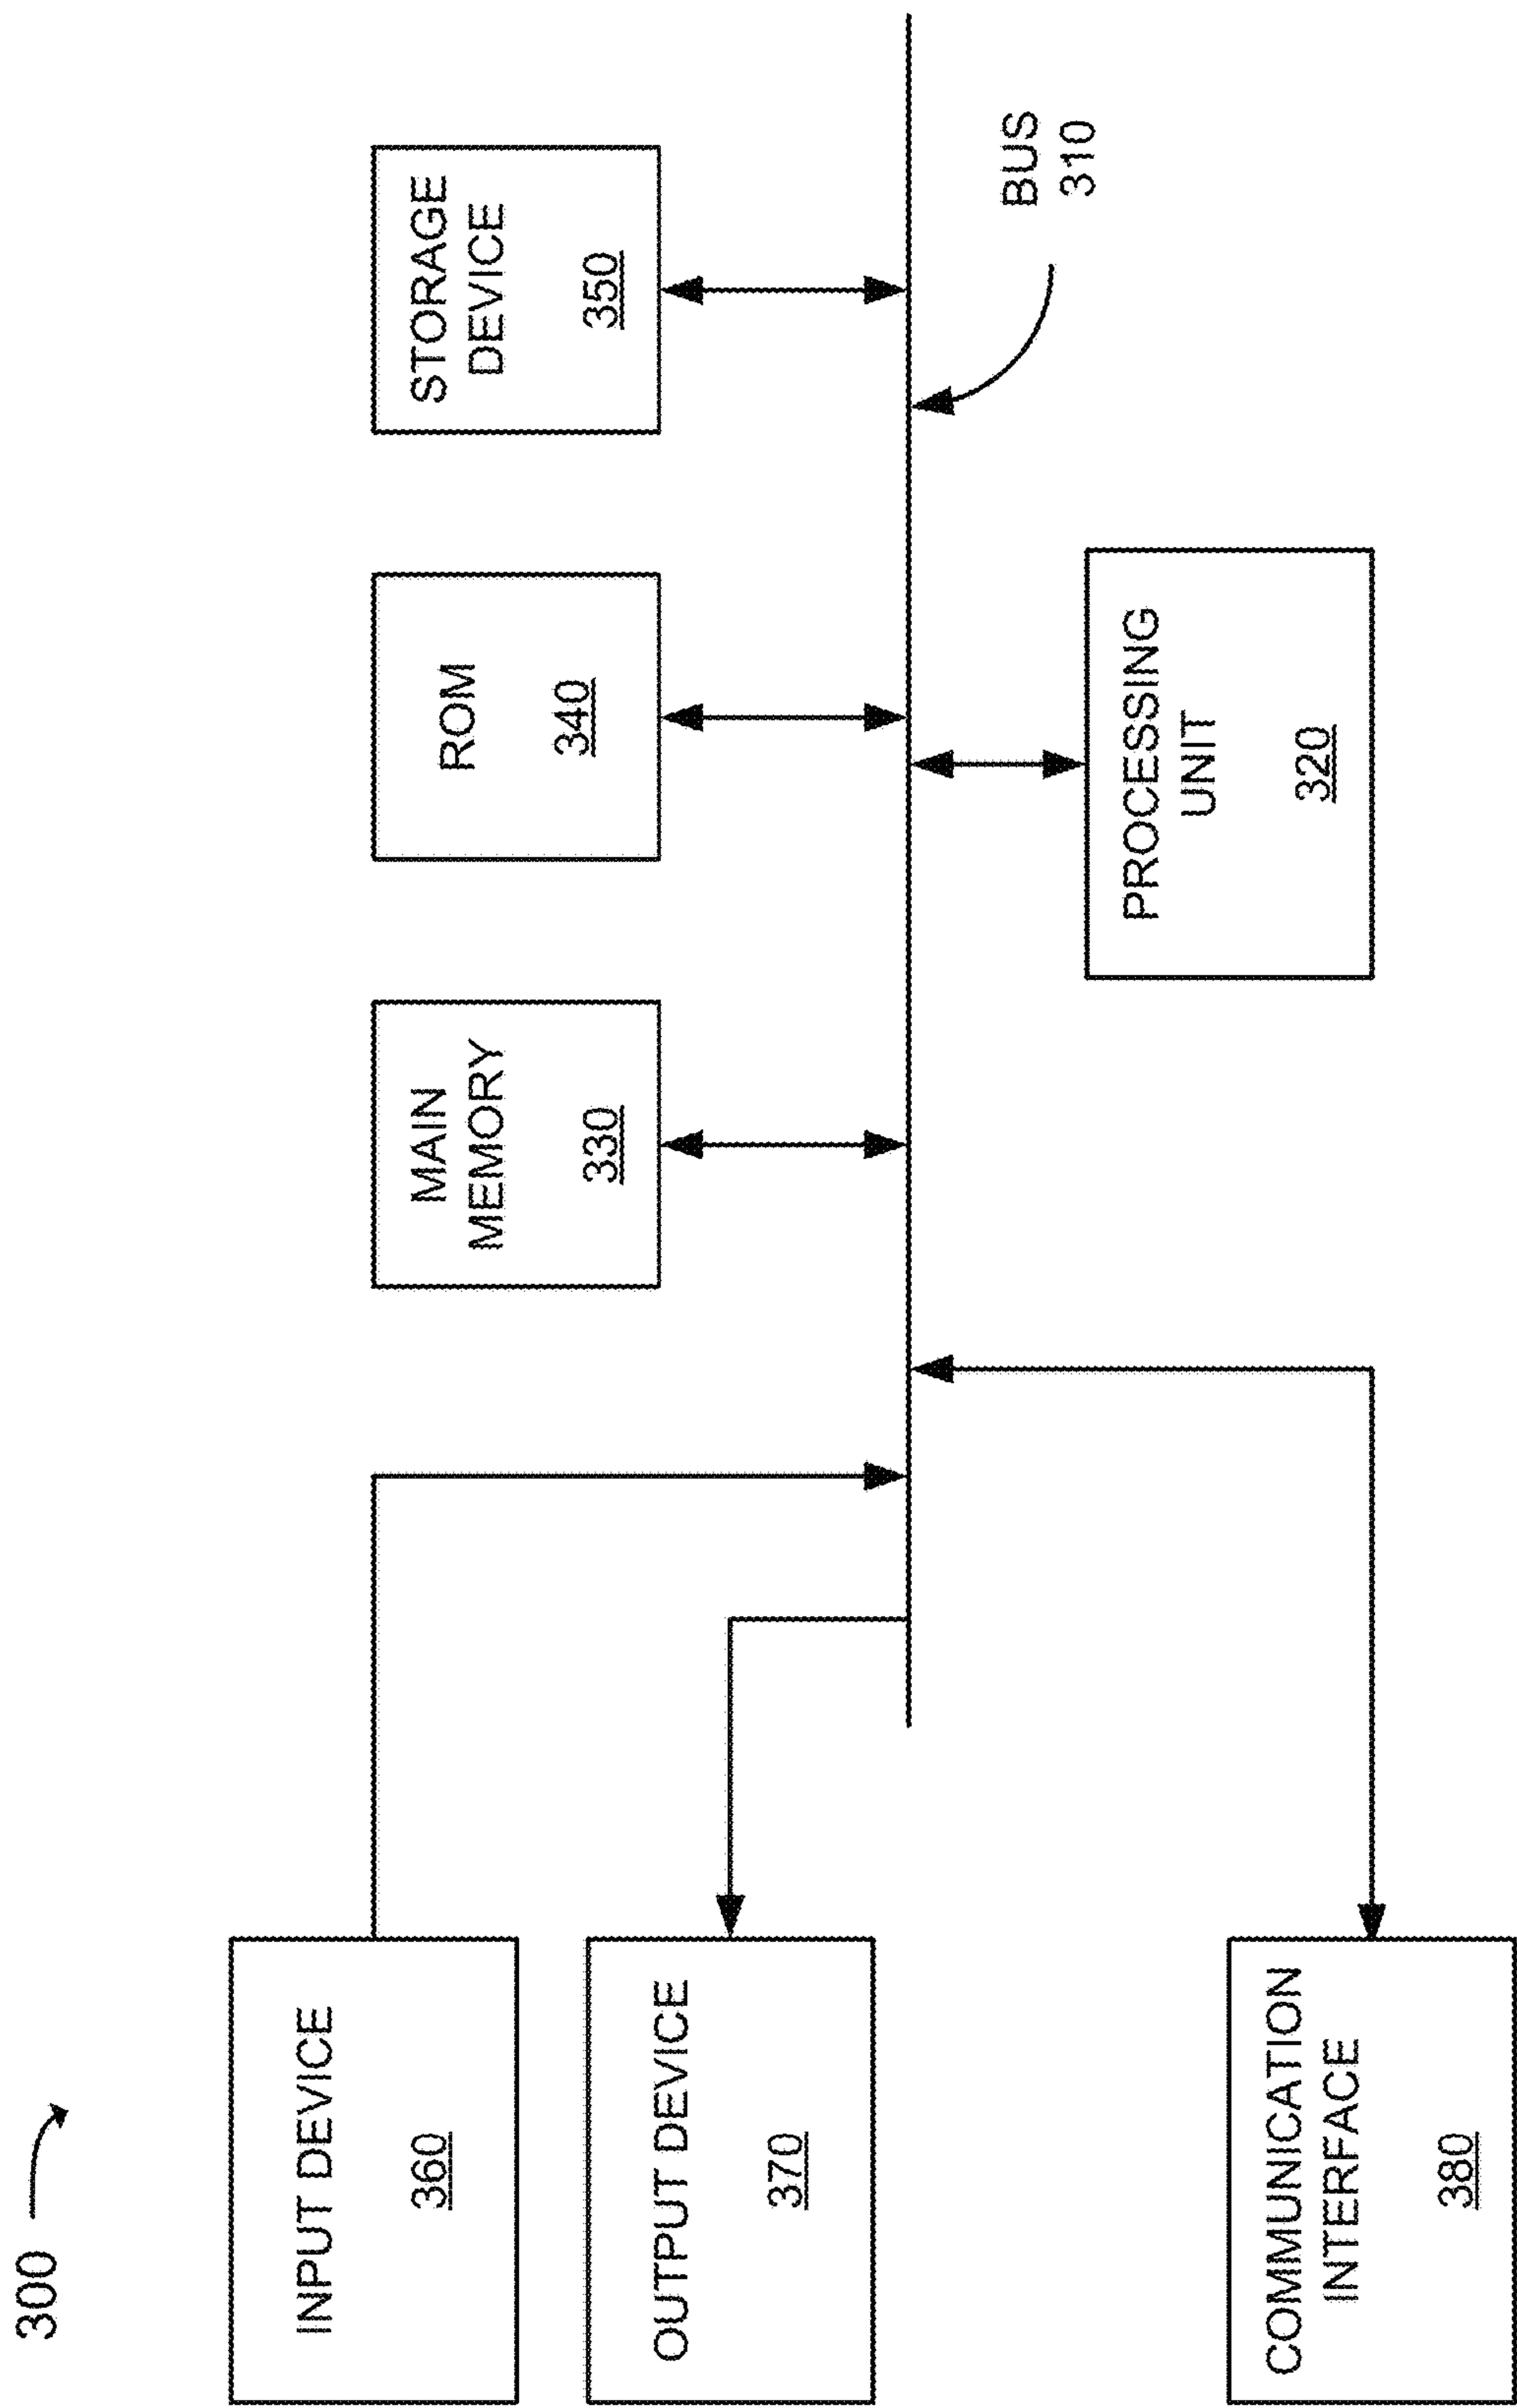 300
INPUT DEVICE
360
OUTPUT DEVICE
370
COMMUNICATION
INTERFACE
380
MAIN
MEMORY
330
ROM
340
STORAGE
DEVICE
350
PROCESSING
UNIT
320
BUS
310